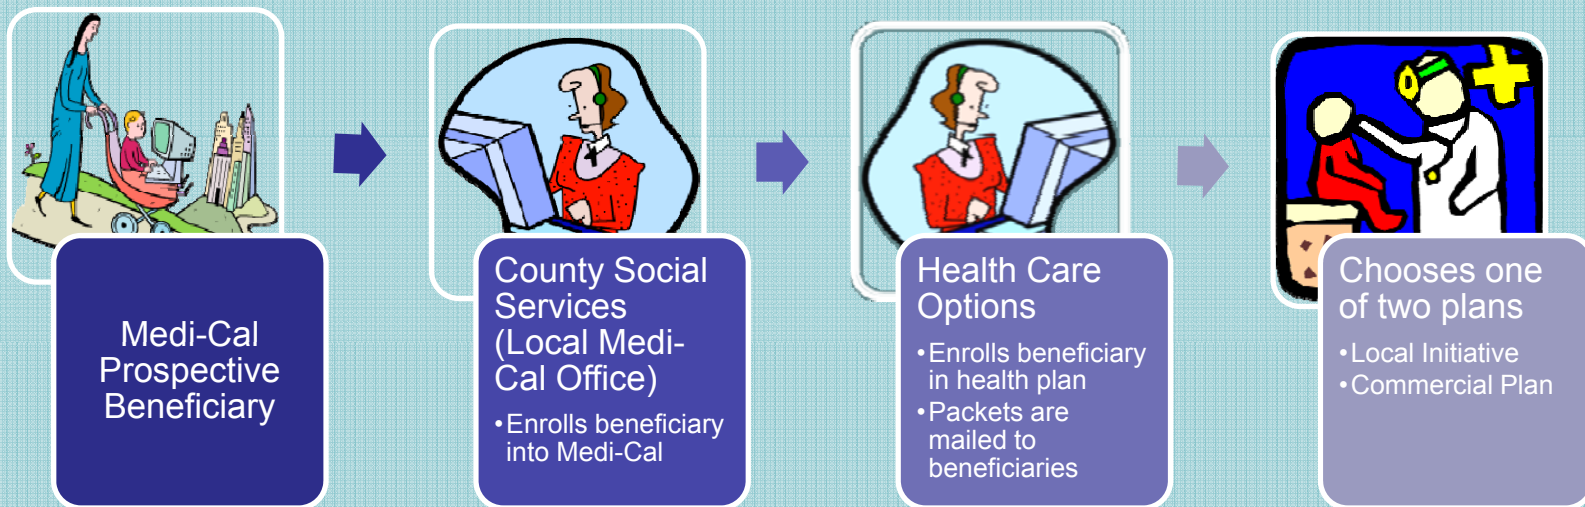 Medi-Cal
Prospective
Beneficiary
County Social
Services
(Local Medi-
Cal Office)
•Enrolls beneficiary
into Medi-Cal
Health Care
Options
•Enrolls beneficiary
in health plan
•Packets are
mailed to
beneficiaries
Chooses one
of two plans
•Local Initiative
•Commercial Plan